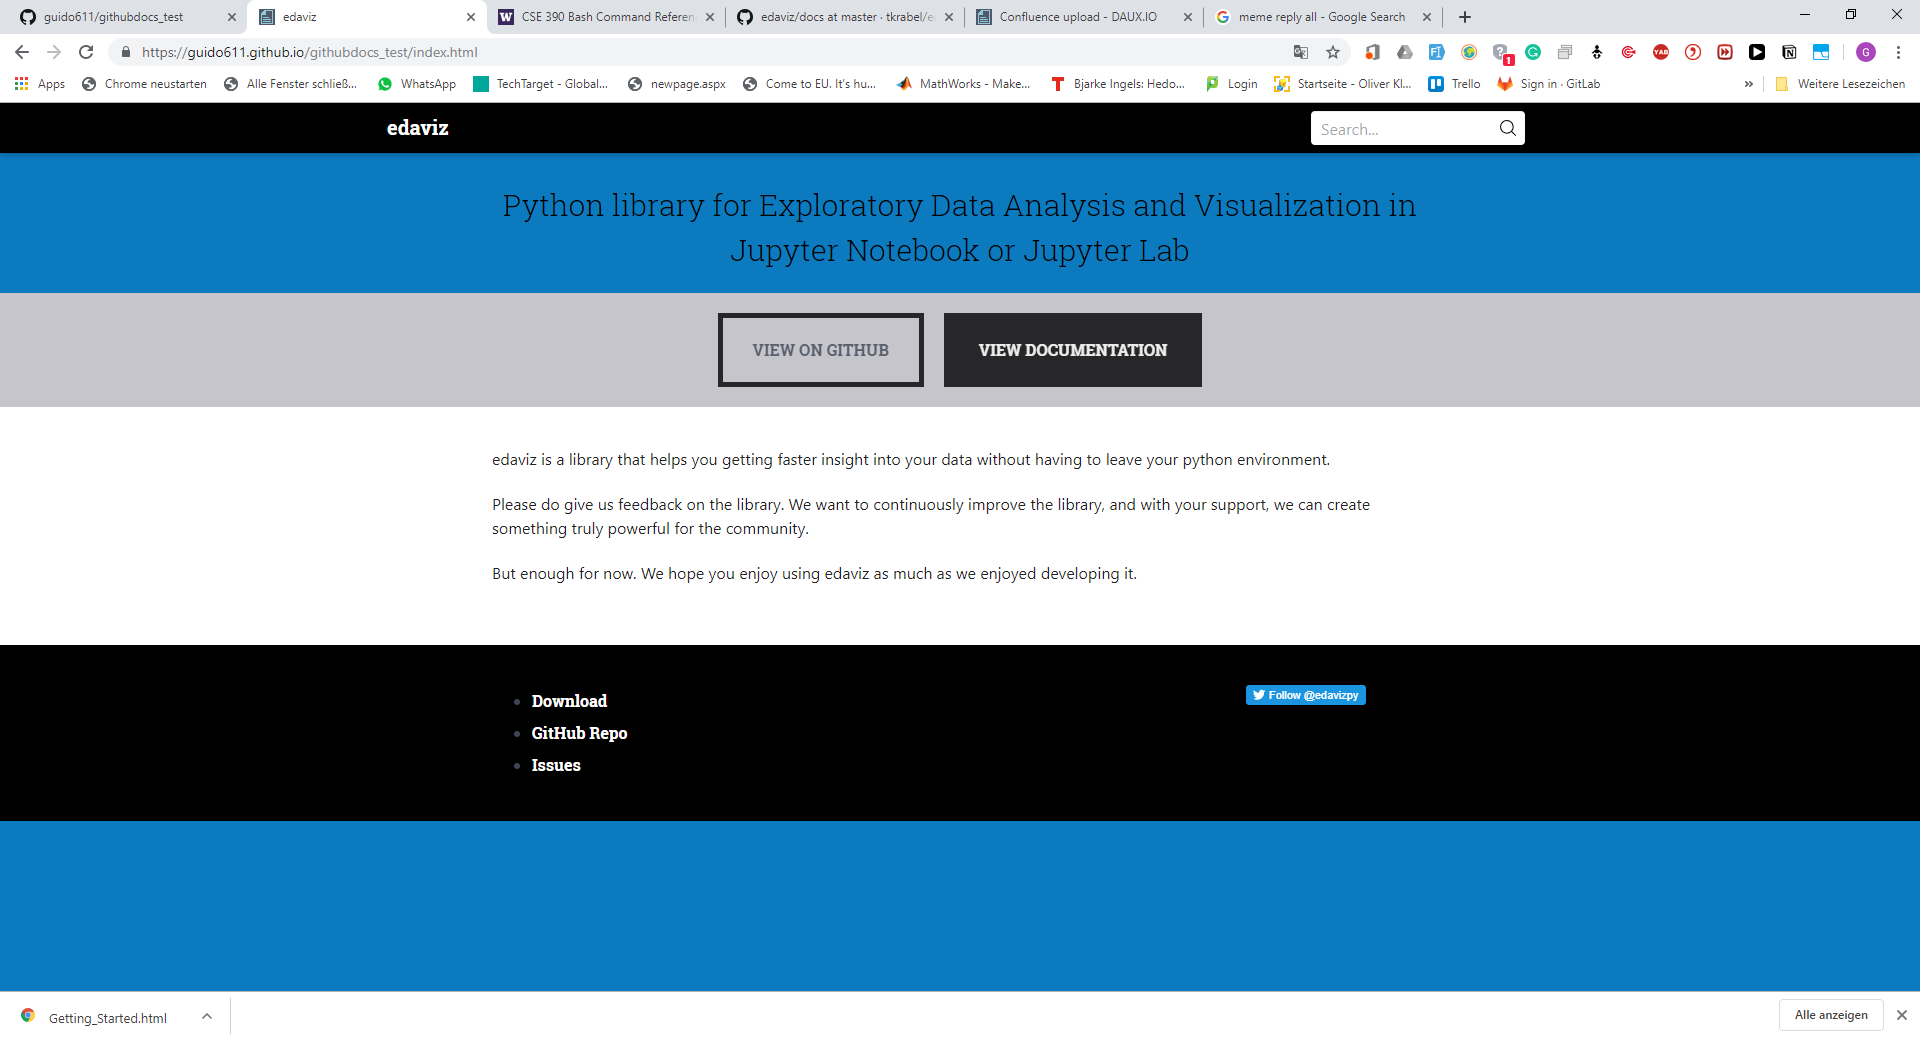 guido611/githubdocs_test
edaviz
CSE 390 Bash Command Referen
edaviz/docs at master · tkrabel/e
Confluence upload - DAUX.IO
meme reply all - Google Search
https://guido611.github.io/githubdocs_test/index.html
1
YAB
G
Apps
Chrome neustarten
Alle Fenster schließ...
WhatsApp
TechTarget - Global...
newpage.aspx
Come to EU. It's hu...
MathWorks - Make...
Bjarke Ingels: Hedo...
Login
Startseite - Oliver Kl...
Trello
Sign in · GitLab
»
Weitere Lesezeichen
edaviz
Search...
Python library for Exploratory Data Analysis and Visualization in
Jupyter Notebook or Jupyter Lab
VIEW ON GITHUB
VIEW DOCUMENTATION
edaviz is a library that helps you getting faster insight into your data without having to leave your python environment.
Please do give us feedback on the library. We want to continuously improve the library, and with your support, we can create
something truly powerful for the community.
But enough for now. We hope you enjoy using edaviz as much as we enjoyed developing it.
Download
GitHub Repo
Issues
Follow @edavizpy
Getting_Started.html
Alle anzeigen